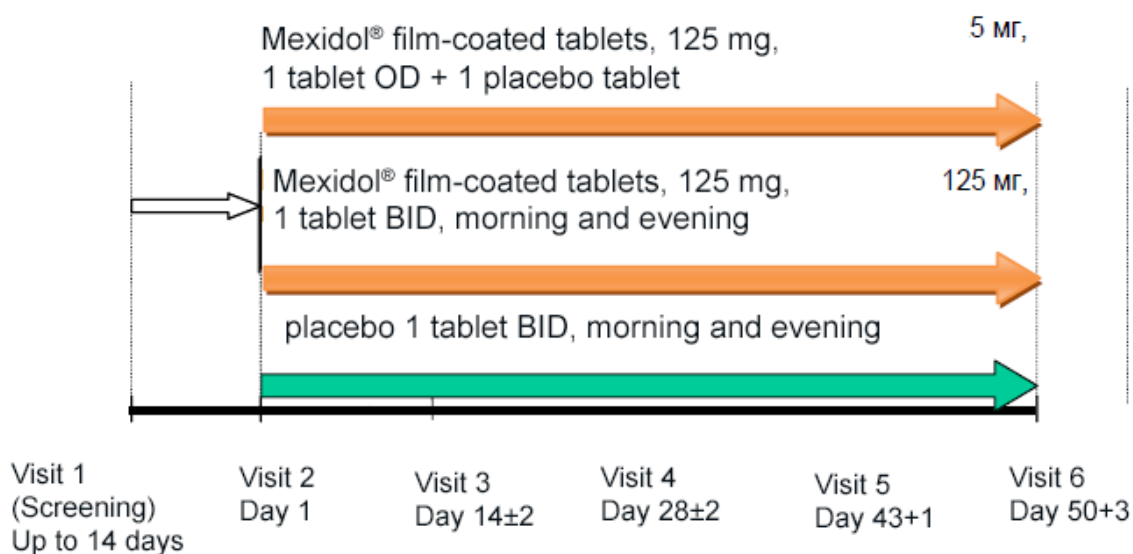 Mexidol® film-coated tablets, 125 mg,
1 tablet OD + 1 placebo tablet
5 мг,
Mexidol® film-coated tablets, 125 mg,
1 tablet BID, morning and evening
125 мг,
placebo 1 tablet BID, morning and evening
Visit 1
(Screening)
Up to 14 days
Visit 2
Day 1
Visit 3
Day 14±2
Visit 4
Day 28±2
Visit 5
Day 43+1
Visit 6
Day 50+3